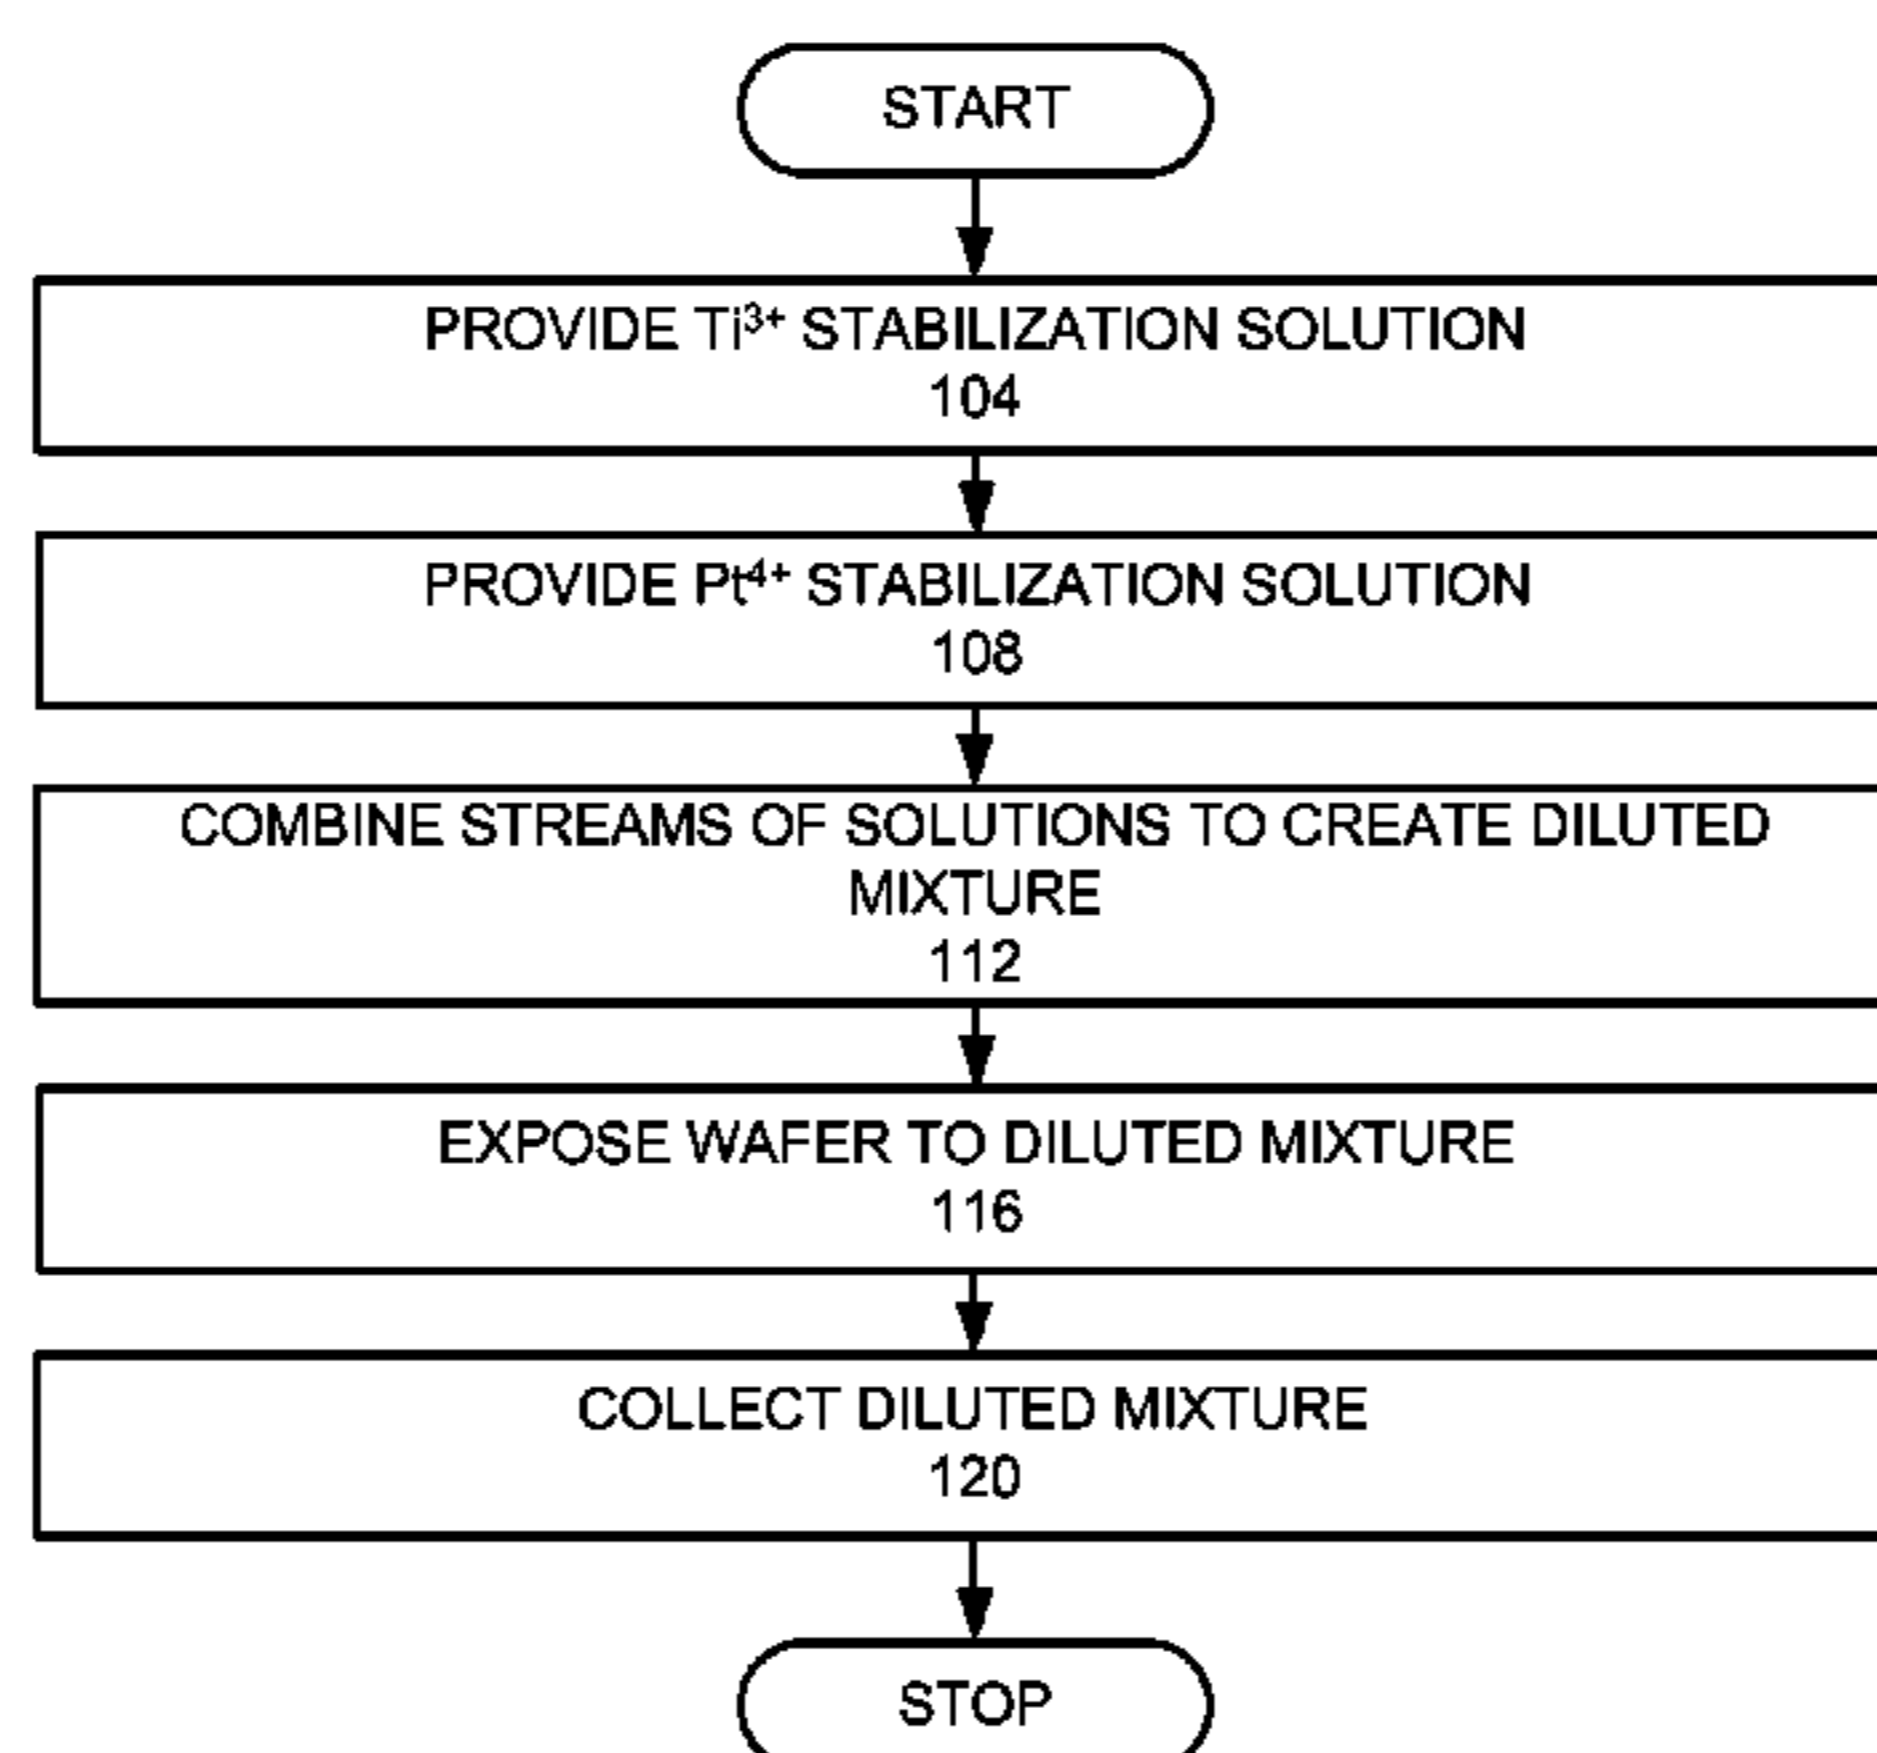 START
PROVIDE Ti³⁺ STABILIZATION SOLUTION
104
PROVIDE Pt⁴⁺ STABILIZATION SOLUTION
108
COMBINE STREAMS OF SOLUTIONS TO CREATE DILUTED
MIXTURE
112
EXPOSE WAFER TO DILUTED MIXTURE
116
COLLECT DILUTED MIXTURE
120
STOP